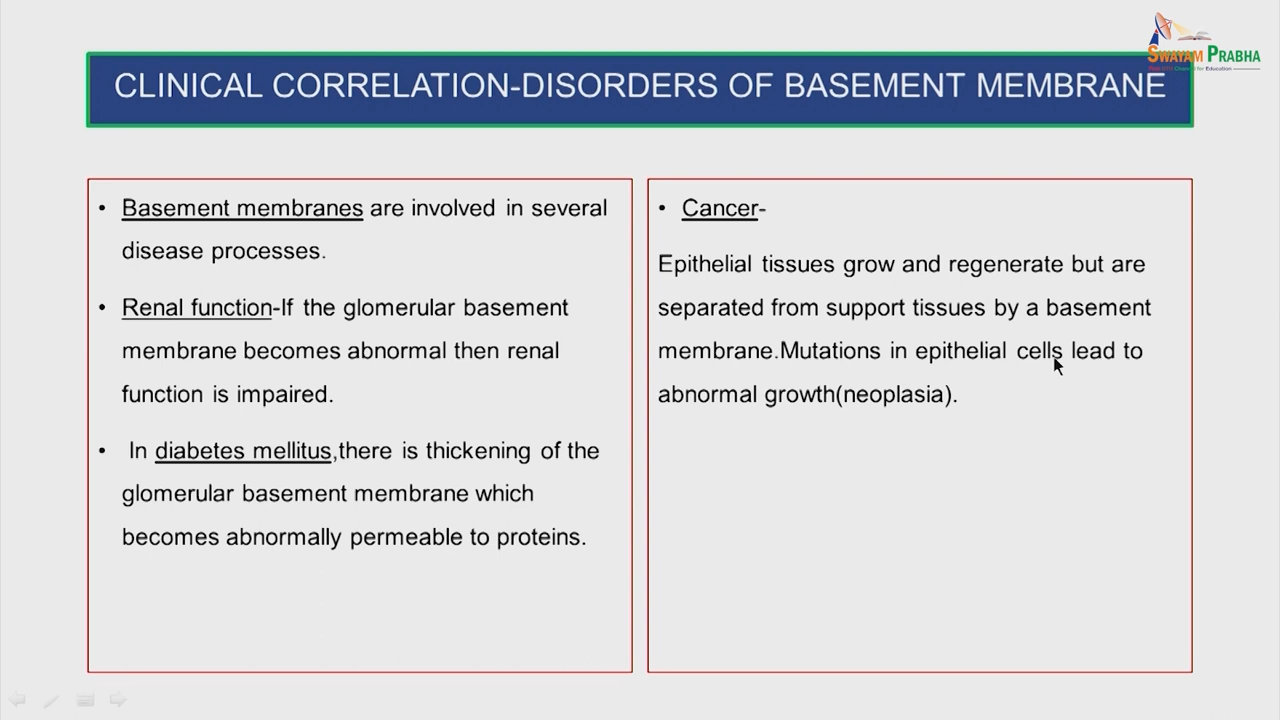 SWAYAM PRABHA
CLINICAL CORRELATION-DISORDERS OF BASEMENT MEMBRANE
• Basement membranes are involved in several
disease processes.
• Renal function-If the glomerular basement
membrane becomes abnormal then renal
function is impaired.
• In diabetes mellitus,there is thickening of the
glomerular basement membrane which
becomes abnormally permeable to proteins.
• Cancer-
Epithelial tissues grow and regenerate but are
separated from support tissues by a basement
membrane.Mutations in epithelial cells lead to
abnormal growth(neoplasia).